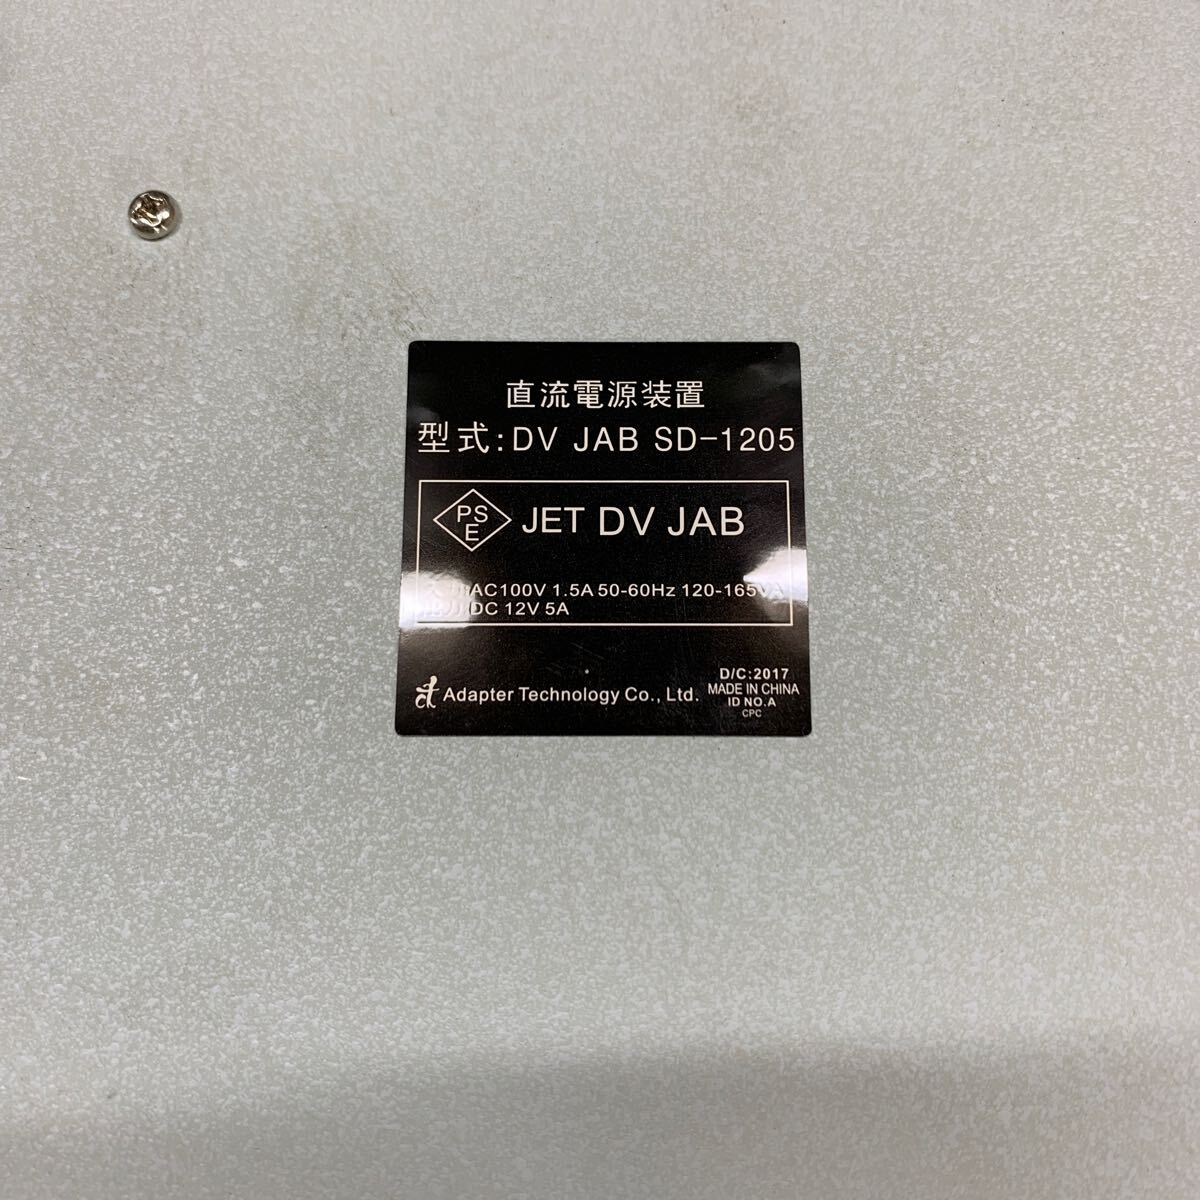 直流電源装置
型式:DV JAB SD-1205
PS
E
JET DV JAB
AC100V 1.5A 50-60Hz 120-165VA
DC 12V 5A
Adapter Technology Co., Ltd.
D/C:2017
MADE IN CHINA
ID NO.A
CPC